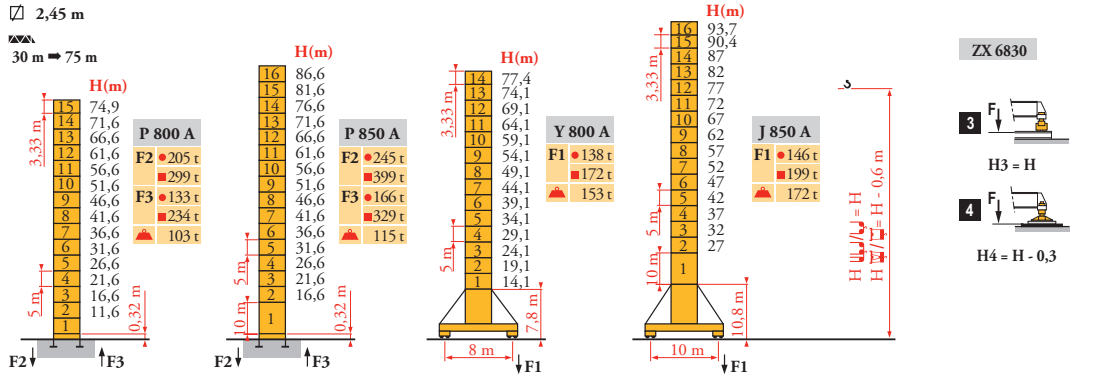 2,45 m
30 m ➡ 75 m
H(m)
15 74,9
14 71,6
13 66,6
12 61,6
11 56,6
10 51,6
9 46,6
8 41,6
7 36,6
6 31,6
5 26,6
4 21,6
3 16,6
2 11,6
1
3,33 m
5 m
0,32 m
F2
F3
P 800 A
F2 205 t
299 t
F3 133 t
234 t
103 t
H(m)
16 86,6
15 81,6
14 76,6
13 71,6
12 66,6
11 61,6
10 56,6
9 51,6
8 46,6
7 41,6
6 36,6
5 31,6
4 26,6
3 21,6
2 16,6
1
5 m
10 m
0,32 m
F2
F3
P 850 A
F2 245 t
399 t
F3 166 t
329 t
115 t
H(m)
14 77,4
13 74,1
12 69,1
11 64,1
10 59,1
9 54,1
8 49,1
7 44,1
6 39,1
5 34,1
4 29,1
3 24,1
2 19,1
1 14,1
3,33 m
5 m
7,8 m
8 m
F1
Y 800 A
F1 138 t
172 t
153 t
H(m)
16 93,7
15 90,4
14 87
13 82
12 77
11 72
10 67
9 62
8 57
7 52
6 47
5 42
4 37
3 32
2 27
1
3,33 m
5 m
10 m
10,8 m
10 m
F1
J 850 A
F1 146 t
199 t
172 t
H = H
H = H - 0,6 m
ZX 6830
3
F
H3 = H
4
F
H4 = H - 0,3